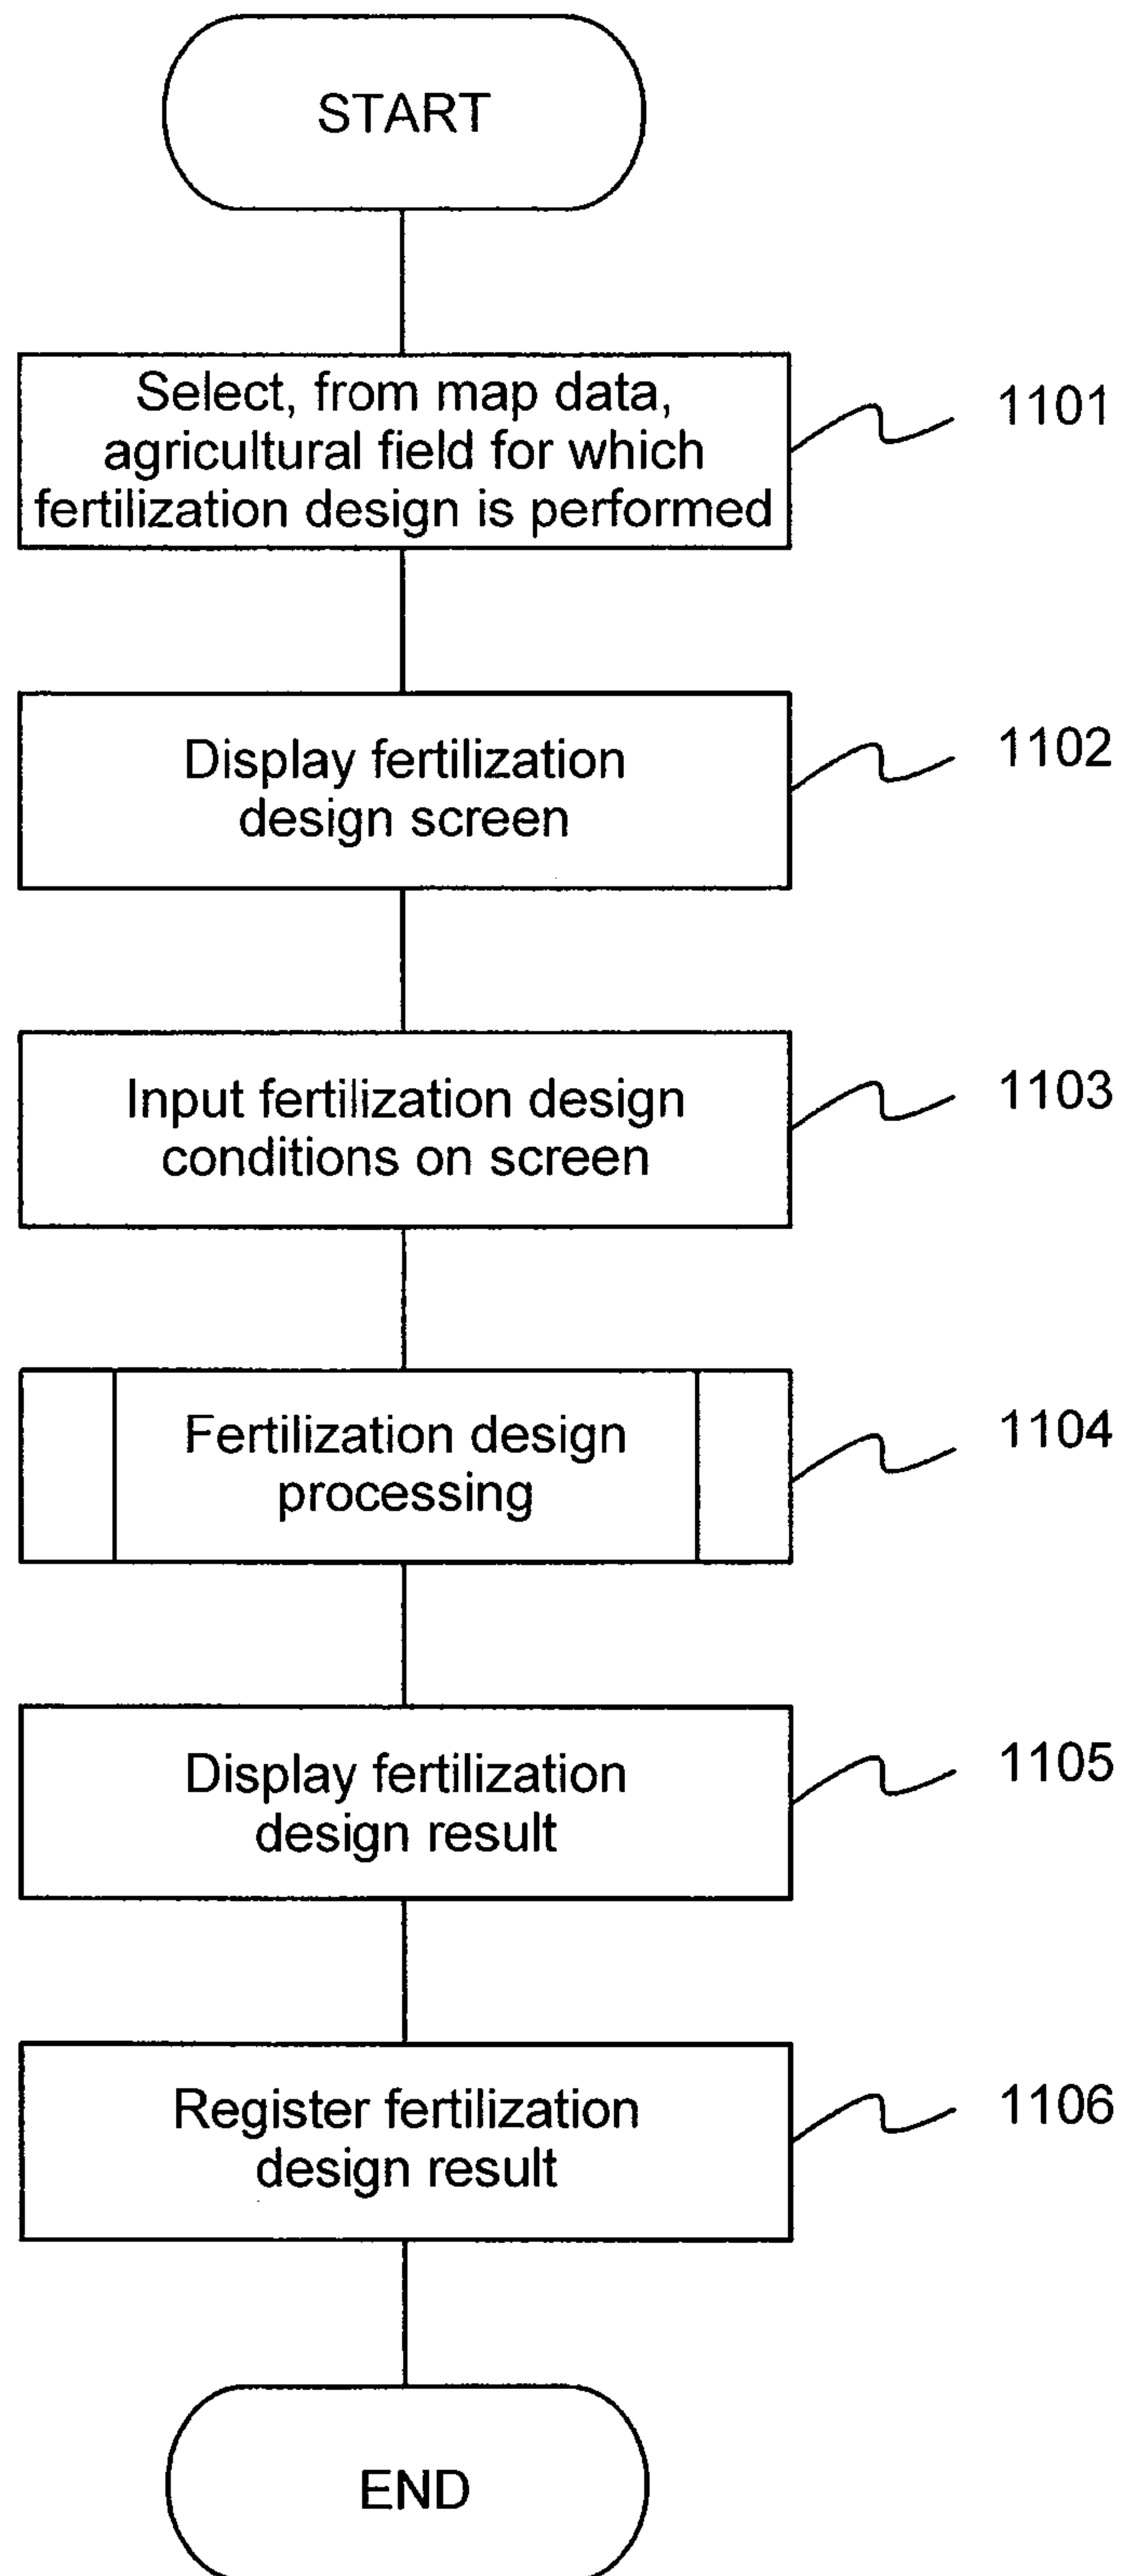 START
Select, from map data,
agricultural field for which
fertilization design is performed
1101
Display fertilization
design screen
1102
Input fertilization design
conditions on screen
1103
Fertilization design
processing
1104
Display fertilization
design result
1105
Register fertilization
design result
1106
END